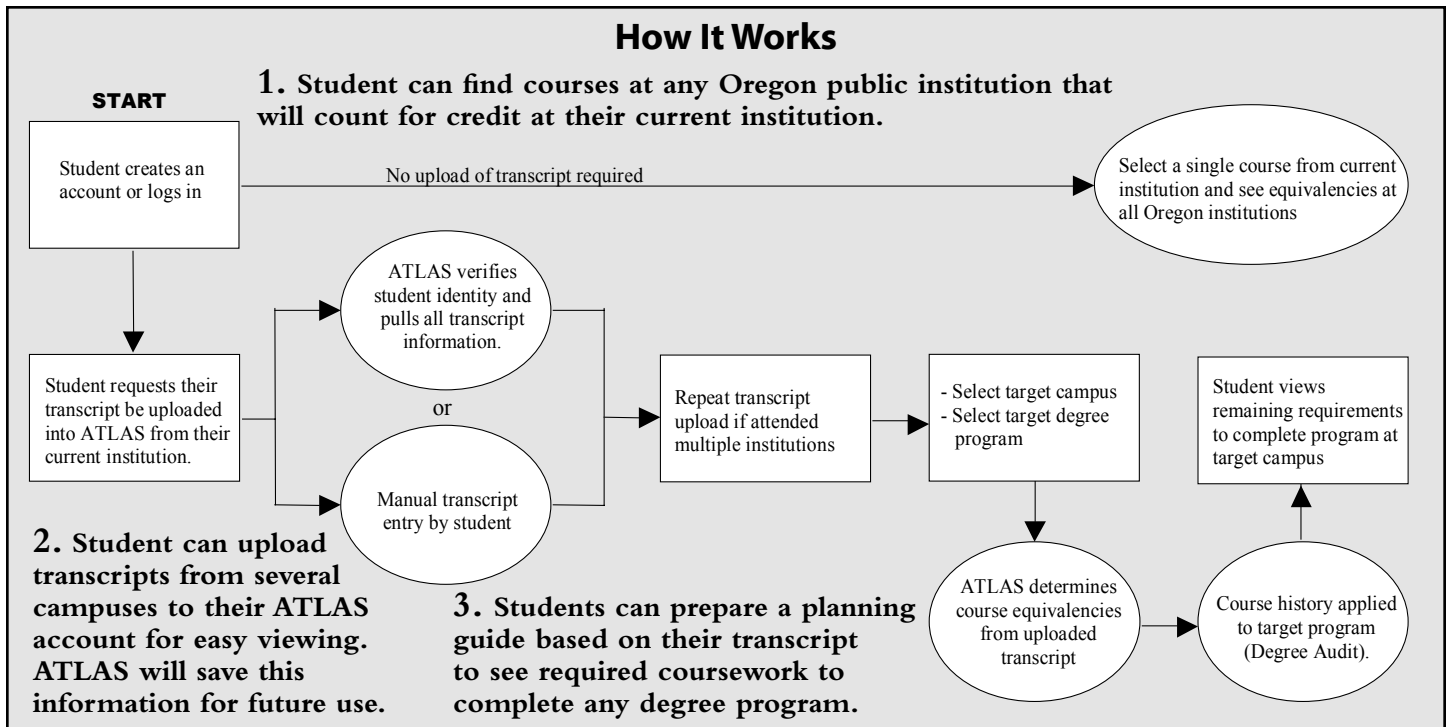 How It Works
1. Student can find courses at any Oregon public institution that
will count for credit at their current institution.
START
Student creates an
account or logs in
No upload of transcript required
Select a single course from current
institution and see equivalencies at
all Oregon institutions
Student requests their
transcript be uploaded
into ATLAS from their
current institution.
ATLAS verifies
student identity and
pulls all transcript
information.
or
Manual transcript
entry by student
Repeat transcript
upload if attended
multiple institutions
- Select target campus
- Select target degree
program
Student views
remaining requirements
to complete program at
target campus
2. Student can upload
transcripts from several
campuses to their ATLAS
account for easy viewing.
ATLAS will save this
information for future use.
3. Students can prepare a planning
guide based on their transcript
to see required coursework to
complete any degree program.
ATLAS determines
course equivalencies
from uploaded
transcript
Course history applied
to target program
(Degree Audit).